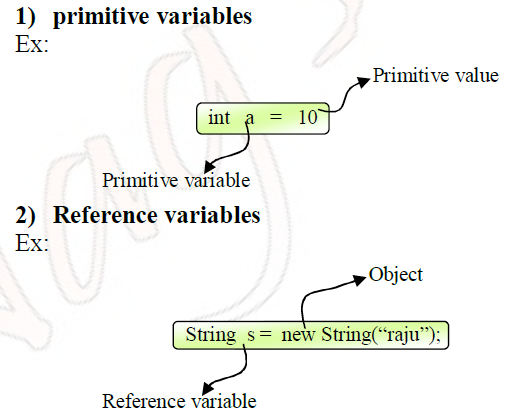 1) primitive variables
Ex:
Primitive value
int a = 10
Primitive variable
2) Reference variables
Ex:
Object
String s = new String(“raju”);
Reference variable